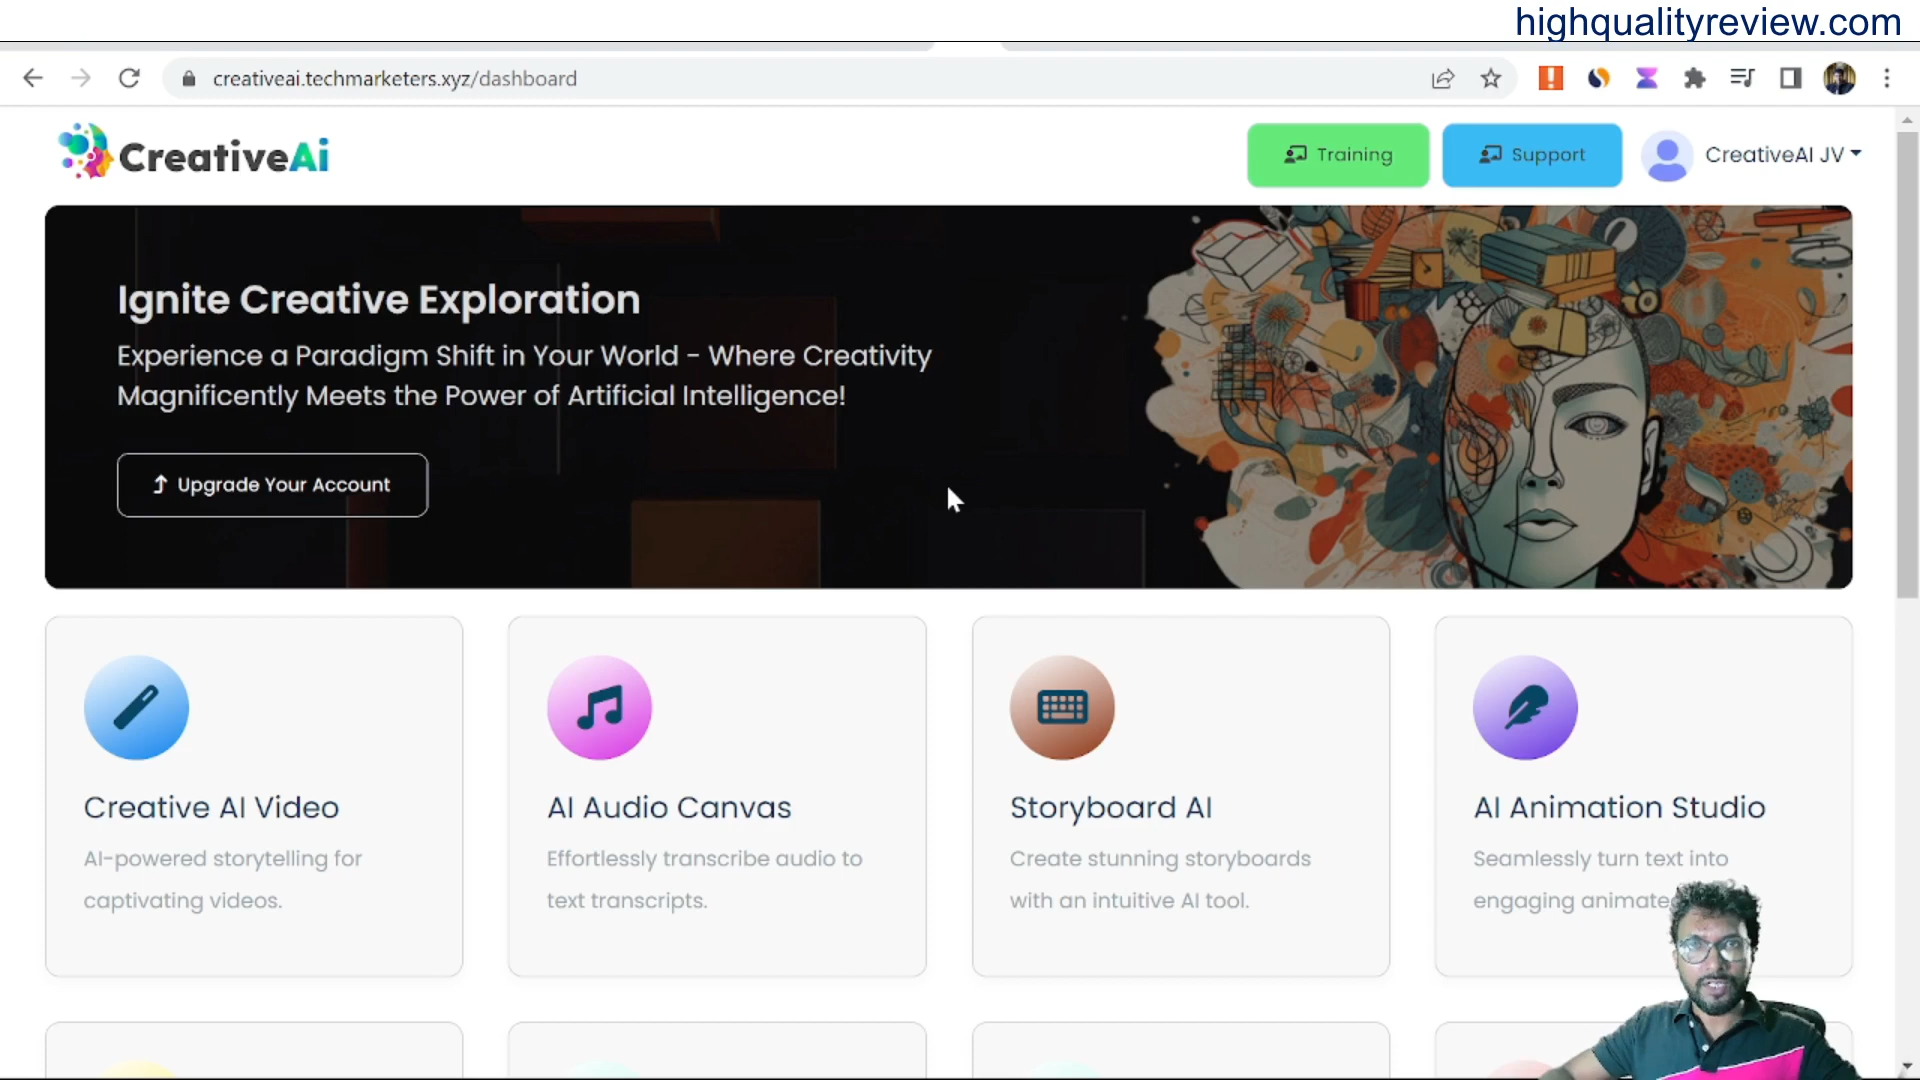 highqualityreview.com
creativeai.techmarketers.xyz/dashboard
CreativeAi
Training
Support
CreativeAI JV
Ignite Creative Exploration
Experience a Paradigm Shift in Your World - Where Creativity
Magnificently Meets the Power of Artificial Intelligence!
Upgrade Your Account
Creative AI Video
AI-powered storytelling for
captivating videos.
AI Audio Canvas
Effortlessly transcribe audio to
text transcripts.
Storyboard AI
Create stunning storyboards
with an intuitive AI tool.
AI Animation Studio
Seamlessly turn text into
engaging animate